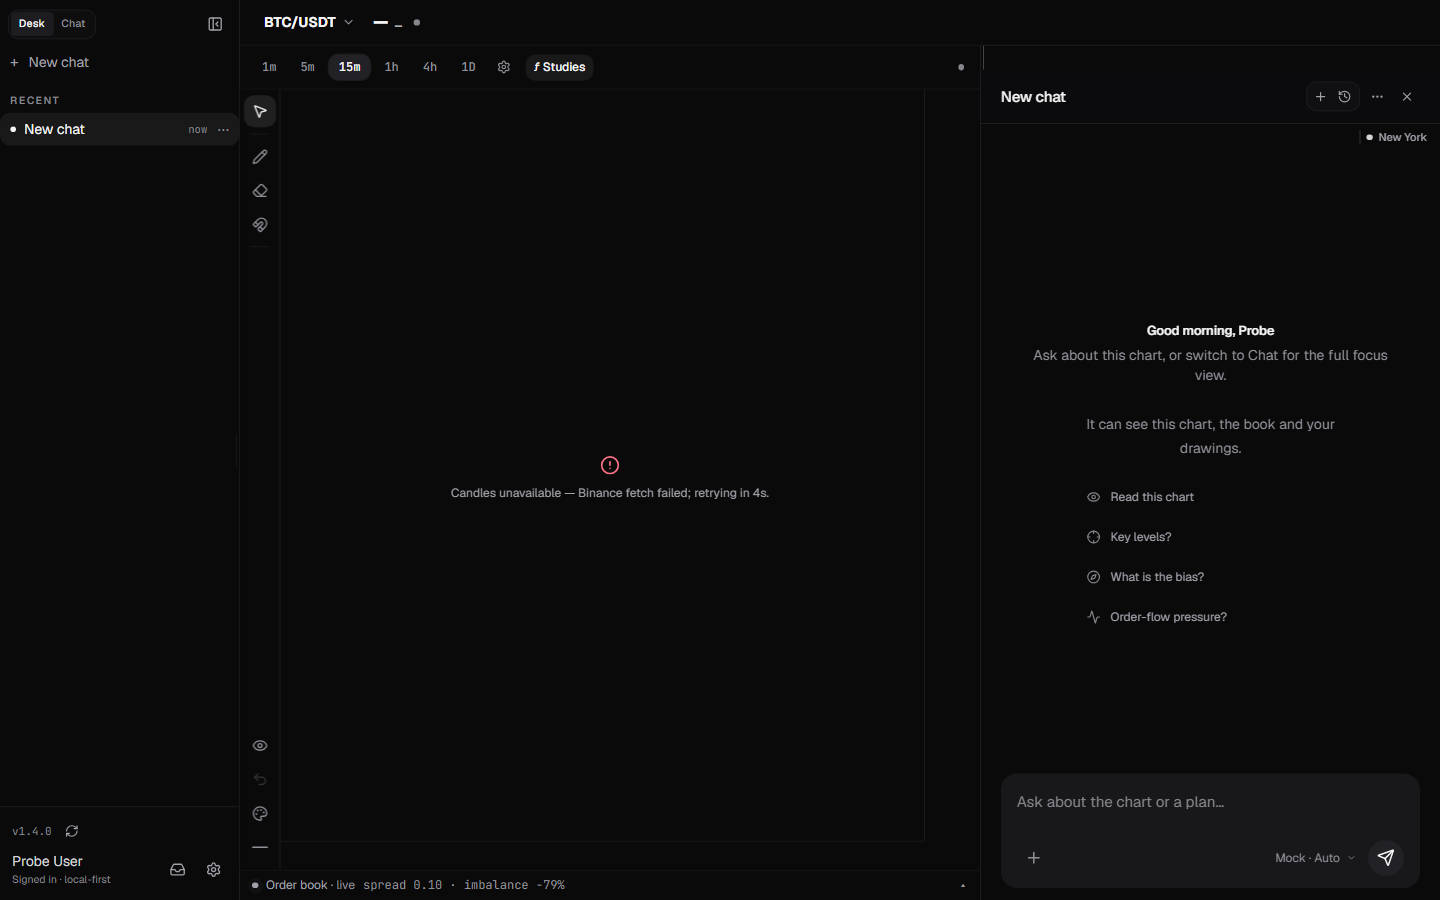 Desk Chat
+ New chat
RECENT
New chat now
v1.4.0
Probe User
Signed in · local-first
BTC/USDT
1m 5m 15m 1h 4h 1D f Studies
Candles unavailable — Binance fetch failed; retrying in 4s.
Order book · live spread 0.10 · imbalance -79%
New chat
New York
Good morning, Probe
Ask about this chart, or switch to Chat for the full focus
view.
It can see this chart, the book and your
drawings.
Read this chart
Key levels?
What is the bias?
Order-flow pressure?
Ask about the chart or a plan...
Mock · Auto